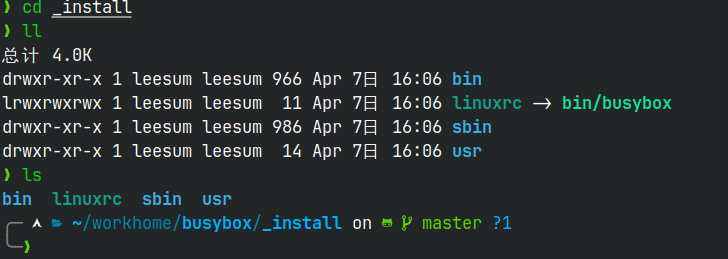 ❯ cd _install
❯ ll
总计 4.0K
drwxr-xr-x 1 leesum leesum 966 Apr 7日 16:06 bin
lrwxrwxrwx 1 leesum leesum  11 Apr 7日 16:06 linuxrc -> bin/busybox
drwxr-xr-x 1 leesum leesum 986 Apr 7日 16:06 sbin
drwxr-xr-x 1 leesum leesum  14 Apr 7日 16:06 usr
❯ ls
bin  linuxrc  sbin  usr
~/workhome/busybox/_install on master ?1
❯